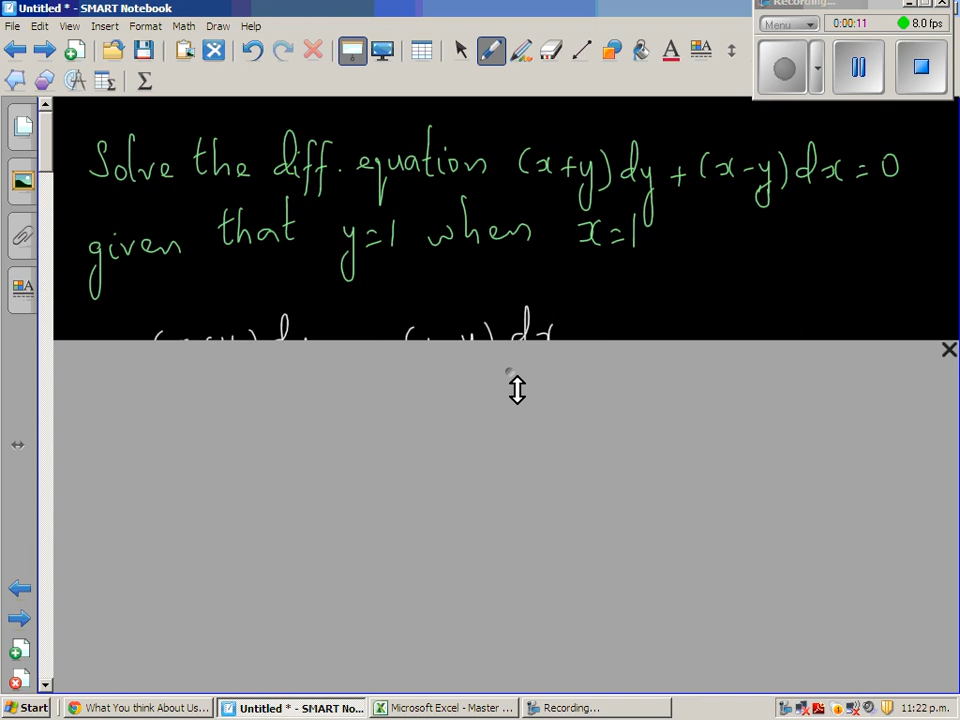 Untitled * - SMART Notebook
Recording...
File Edit View Insert Format Math Draw Help
Menu 0:00:11 8.0 fps
Solve the diff. equation (x+y)dy + (x-y)dx = 0
given that y=1 when x=1
dx
Start What You think About Us... Untitled * - SMART No... Microsoft Excel - Master ... Recording... 11:22 p.m.